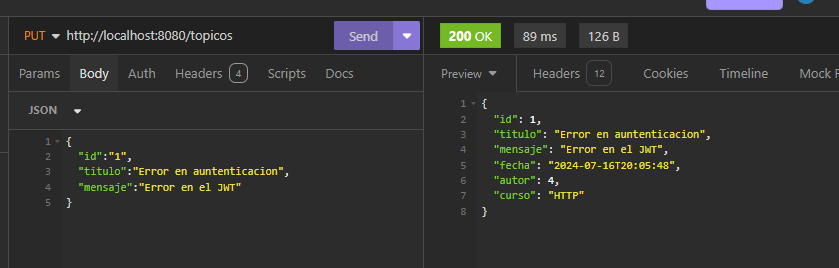 PUT http://localhost:8080/topicos Send 200 OK 89 ms 126 B
Params Body Auth Headers 4 Scripts Docs Preview Headers 12 Cookies Timeline Mock
JSON
1 {
2 "id":"1",
3 "titulo":"Error en auntenticacion",
4 "mensaje":"Error en el JWT"
5 }
1 {
2 "id": 1,
3 "titulo": "Error en auntenticacion",
4 "mensaje": "Error en el JWT",
5 "fecha": "2024-07-16T20:05:48",
6 "autor": 4,
7 "curso": "HTTP"
8 }